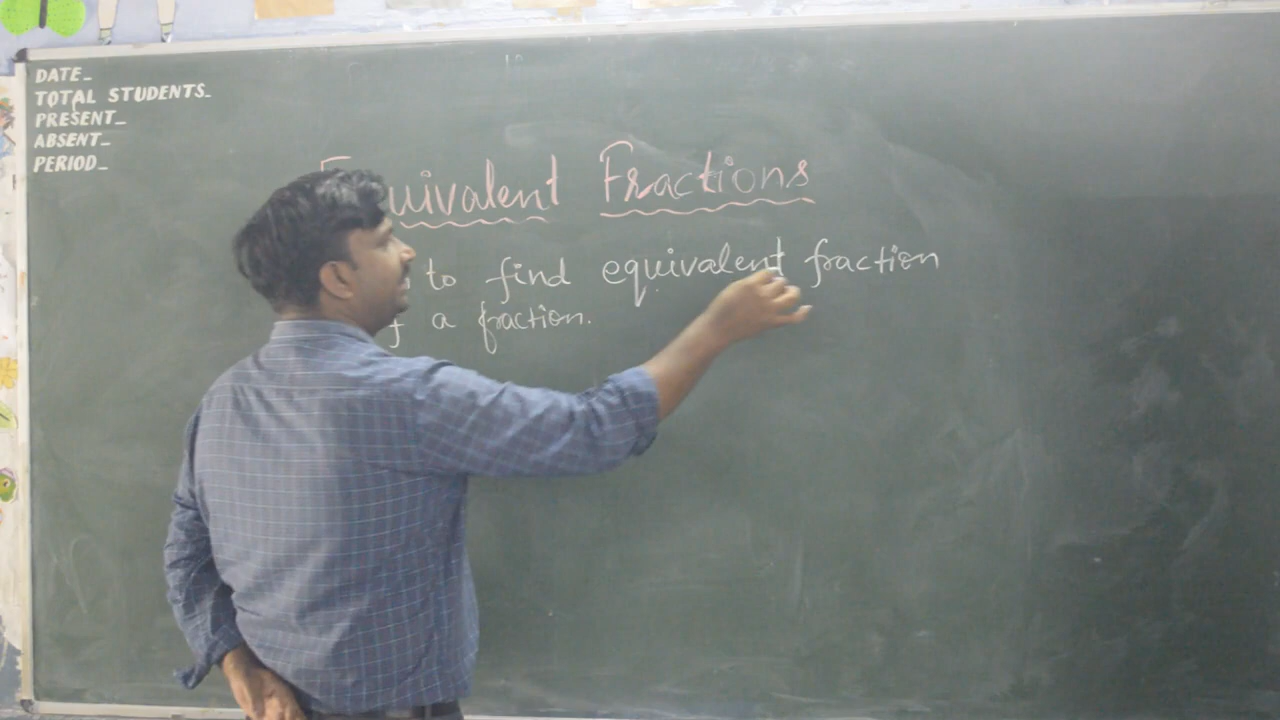 DATE_
TOTAL STUDENTS_
PRESENT_
ABSENT_
PERIOD_
Equivalent Fractions
to find equivalent fraction
a fraction.